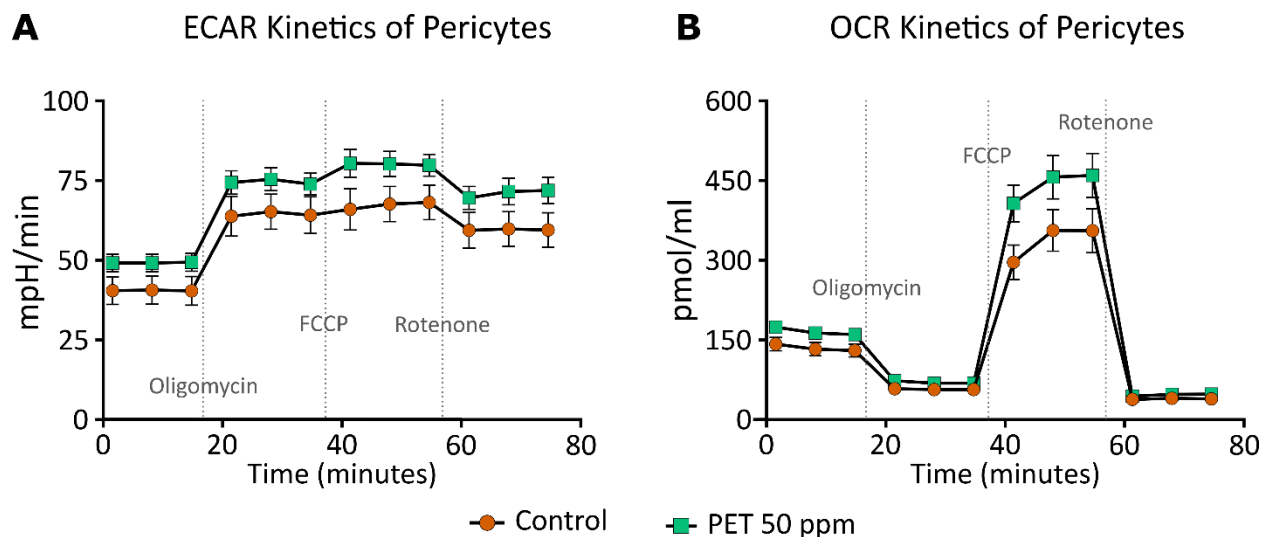 A
ECAR Kinetics of Pericytes
mpH/min
100
75
50
25
0
Oligomycin
FCCP
Rotenone
0
20
40
60
80
Time (minutes)
B
OCR Kinetics of Pericytes
pmol/ml
600
450
300
150
0
Oligomycin
FCCP
Rotenone
0
20
40
60
80
Time (minutes)
Control
PET 50 ppm